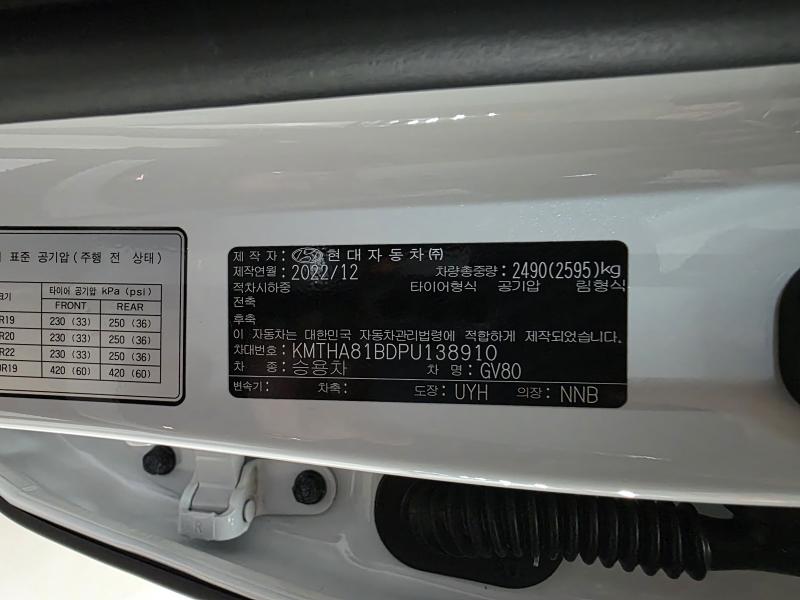 표준 공기압 (주행 전 상태)
타이어 공기압 kPa (psi)
FRONT REAR
R19 230 (33) 250 (36)
R20 230 (33) 250 (36)
R22 230 (33) 250 (36)
R19 420 (60) 420 (60)
제작자: 현대자동차㈜
제작연월: 2022/12 차량총중량: 2490(2595)kg
적차시하중 타이어형식 공기압 림형식
전축
후축
이 자동차는 대한민국 자동차관리법령에 적합하게 제작되었습니다.
차대번호: KMTHA81BDPU138910
차 종: 승용차 차 명: GV80
변속기: 차축: 도장: UYH 의장: NNB
R